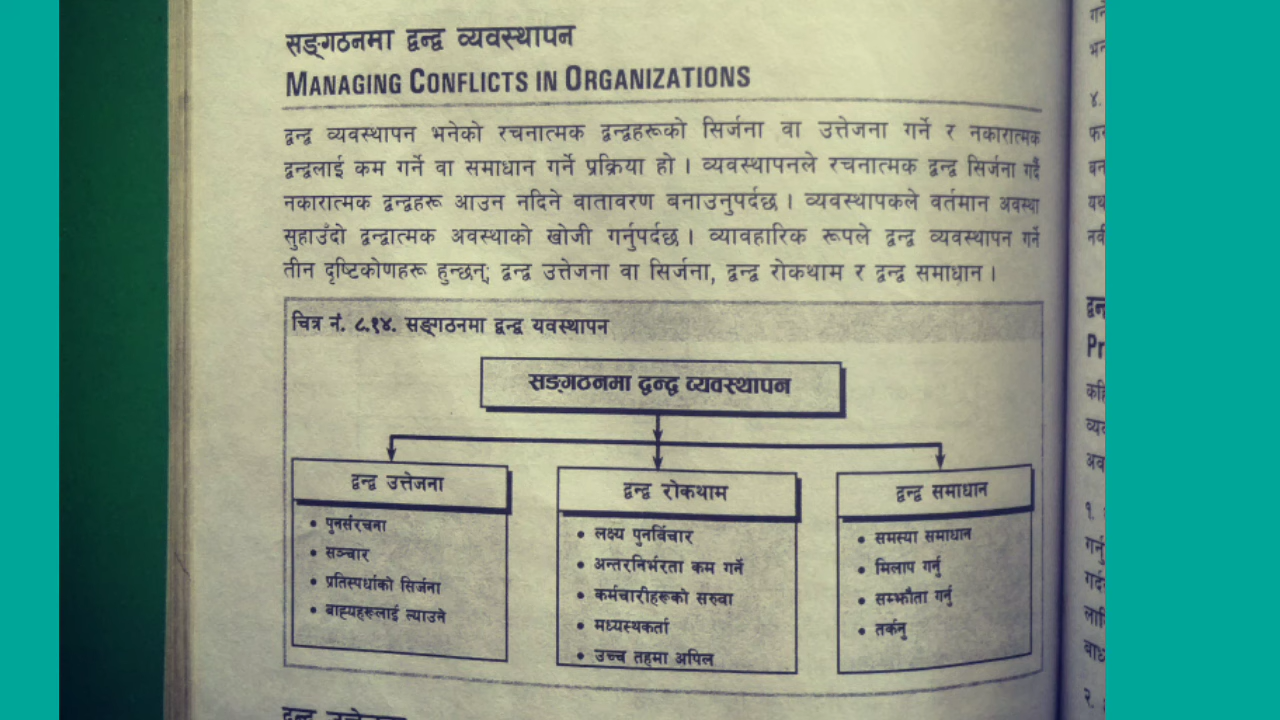 सङ्गठनमा द्वन्द्व व्यवस्थापन
MANAGING CONFLICTS IN ORGANIZATIONS
द्वन्द्व व्यवस्थापन भनेको रचनात्मक द्वन्द्वहरूको सिर्जना वा उत्तेजना गर्ने र नकारात्मक
द्वन्द्वलाई कम गर्ने वा समाधान गर्ने प्रक्रिया हो । व्यवस्थापनले रचनात्मक द्वन्द्व सिर्जना गर्दै
नकारात्मक द्वन्द्वहरू आउन नदिने वातावरण बनाउनुपर्दछ । व्यवस्थापकले वर्तमान अवस्था
सुहाउँदो द्वन्द्वात्मक अवस्थाको खोजी गर्नुपर्दछ । व्यावहारिक रूपले द्वन्द्व व्यवस्थापन गर्ने
तीन दृष्टिकोणहरू हुन्छन्; द्वन्द्व उत्तेजना वा सिर्जना, द्वन्द्व रोकथाम र द्वन्द्व समाधान ।
चित्र नं. ८.१४. सङ्गठनमा द्वन्द्व यवस्थापन
सङ्गठनमा द्वन्द्व व्यवस्थापन
द्वन्द्व उत्तेजना
• पुनर्संरचना
• सञ्चार
• प्रतिस्पर्धाको सिर्जना
• बाह्यहरूलाई ल्याउने
द्वन्द्व रोकथाम
• लक्ष्य पुनर्विचार
• अन्तरनिर्भरता कम गर्ने
• कर्मचारीहरूको सरुवा
• मध्यस्थकर्ता
• उच्च तहमा अपिल
द्वन्द्व समाधान
• समस्या समाधान
• मिलाप गर्नु
• सम्झौता गर्नु
• तर्कनु